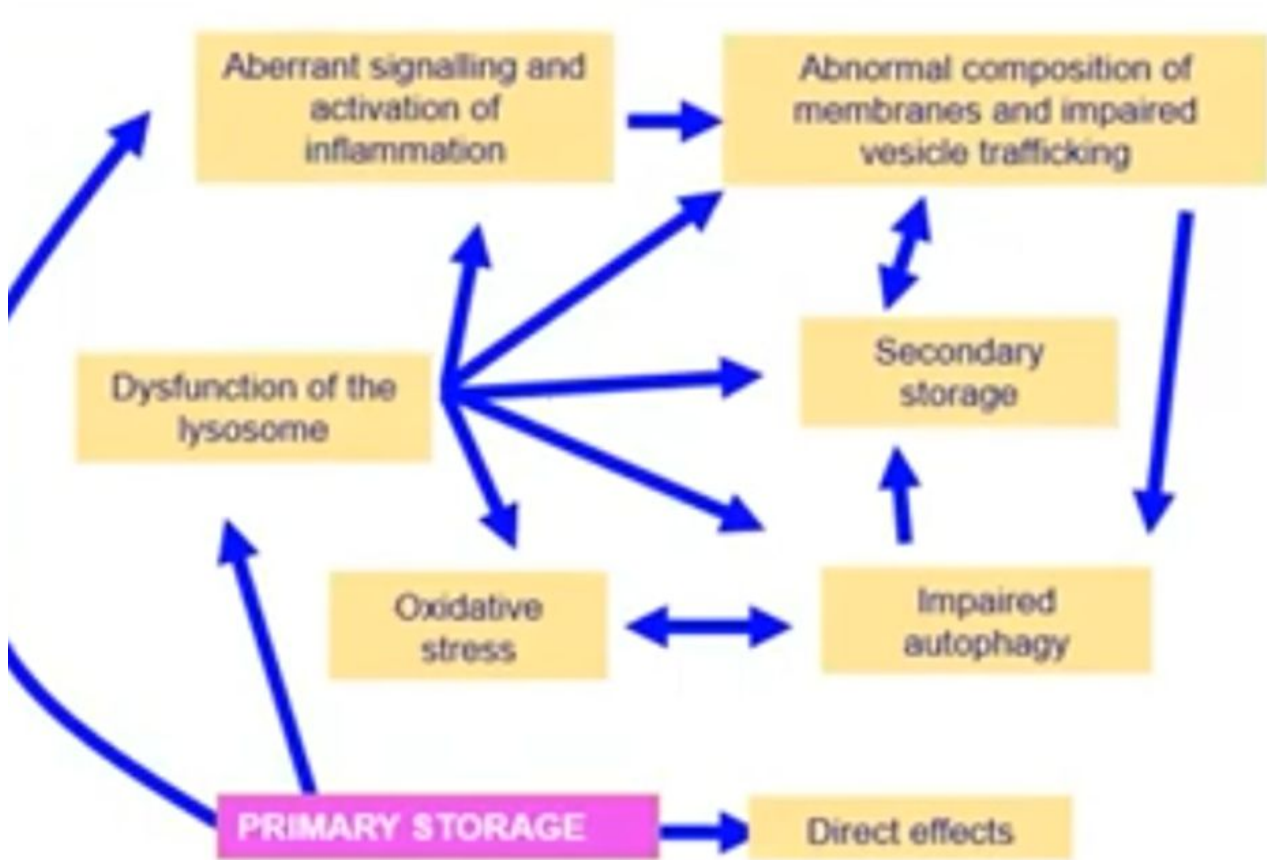 Aberrant signalling and
activation of
inflammation
Abnormal composition of
membranes and impaired
vesicle trafficking
Dysfunction of the
lysosome
Secondary
storage
Oxidative
stress
Impaired
autophagy
PRIMARY STORAGE
Direct effects